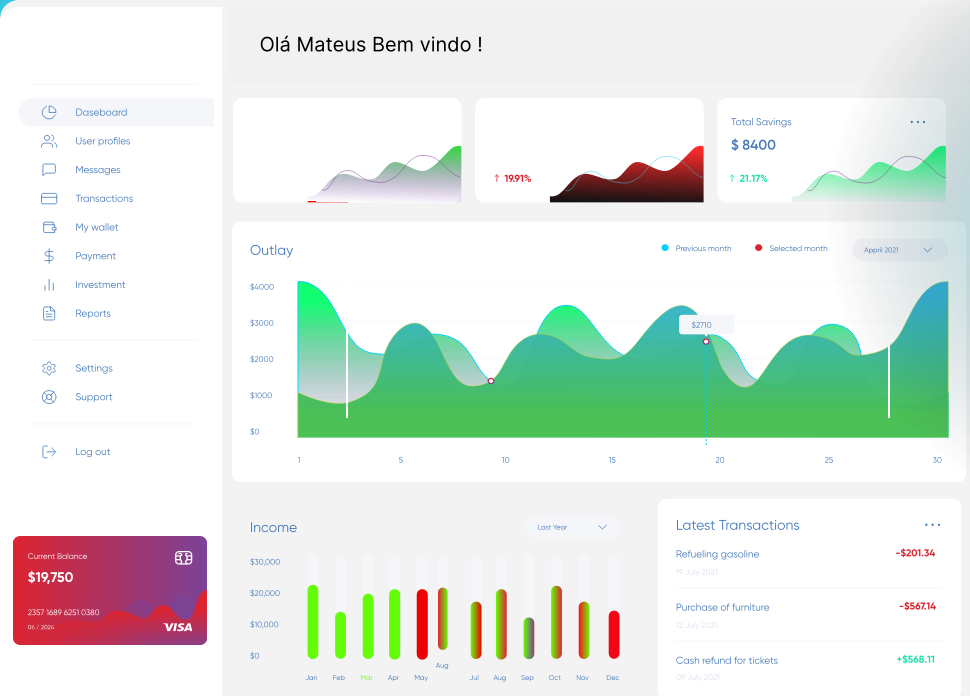 Olá Mateus Bem vindo !
Daseboard
User profiles
Messages
Transactions
My wallet
Payment
Investment
Reports
Settings
Support
Log out
Current Balance
$19,750
2357 1689 6251 0380
06 / 2024
VISA
↑ 19.91%
Total Savings
$ 8400
↑ 21.17%
Outlay
Previous month
Selected month
Appril 2021
$4000
$3000
$2000
$1000
$0
$2710
1 5 10 15 20 25 30
Income
Last Year
$30,000
$20,000
$10,000
$0
Aug
Jan Feb Mar Apr May Jul Aug Sep Oct Nov Dec
Latest Transactions
Refueling gasoline -$201.34
19 July 2021
Purchase of furniture -$567.14
12 July 2021
Cash refund for tickets +$568.11
09 July 2021